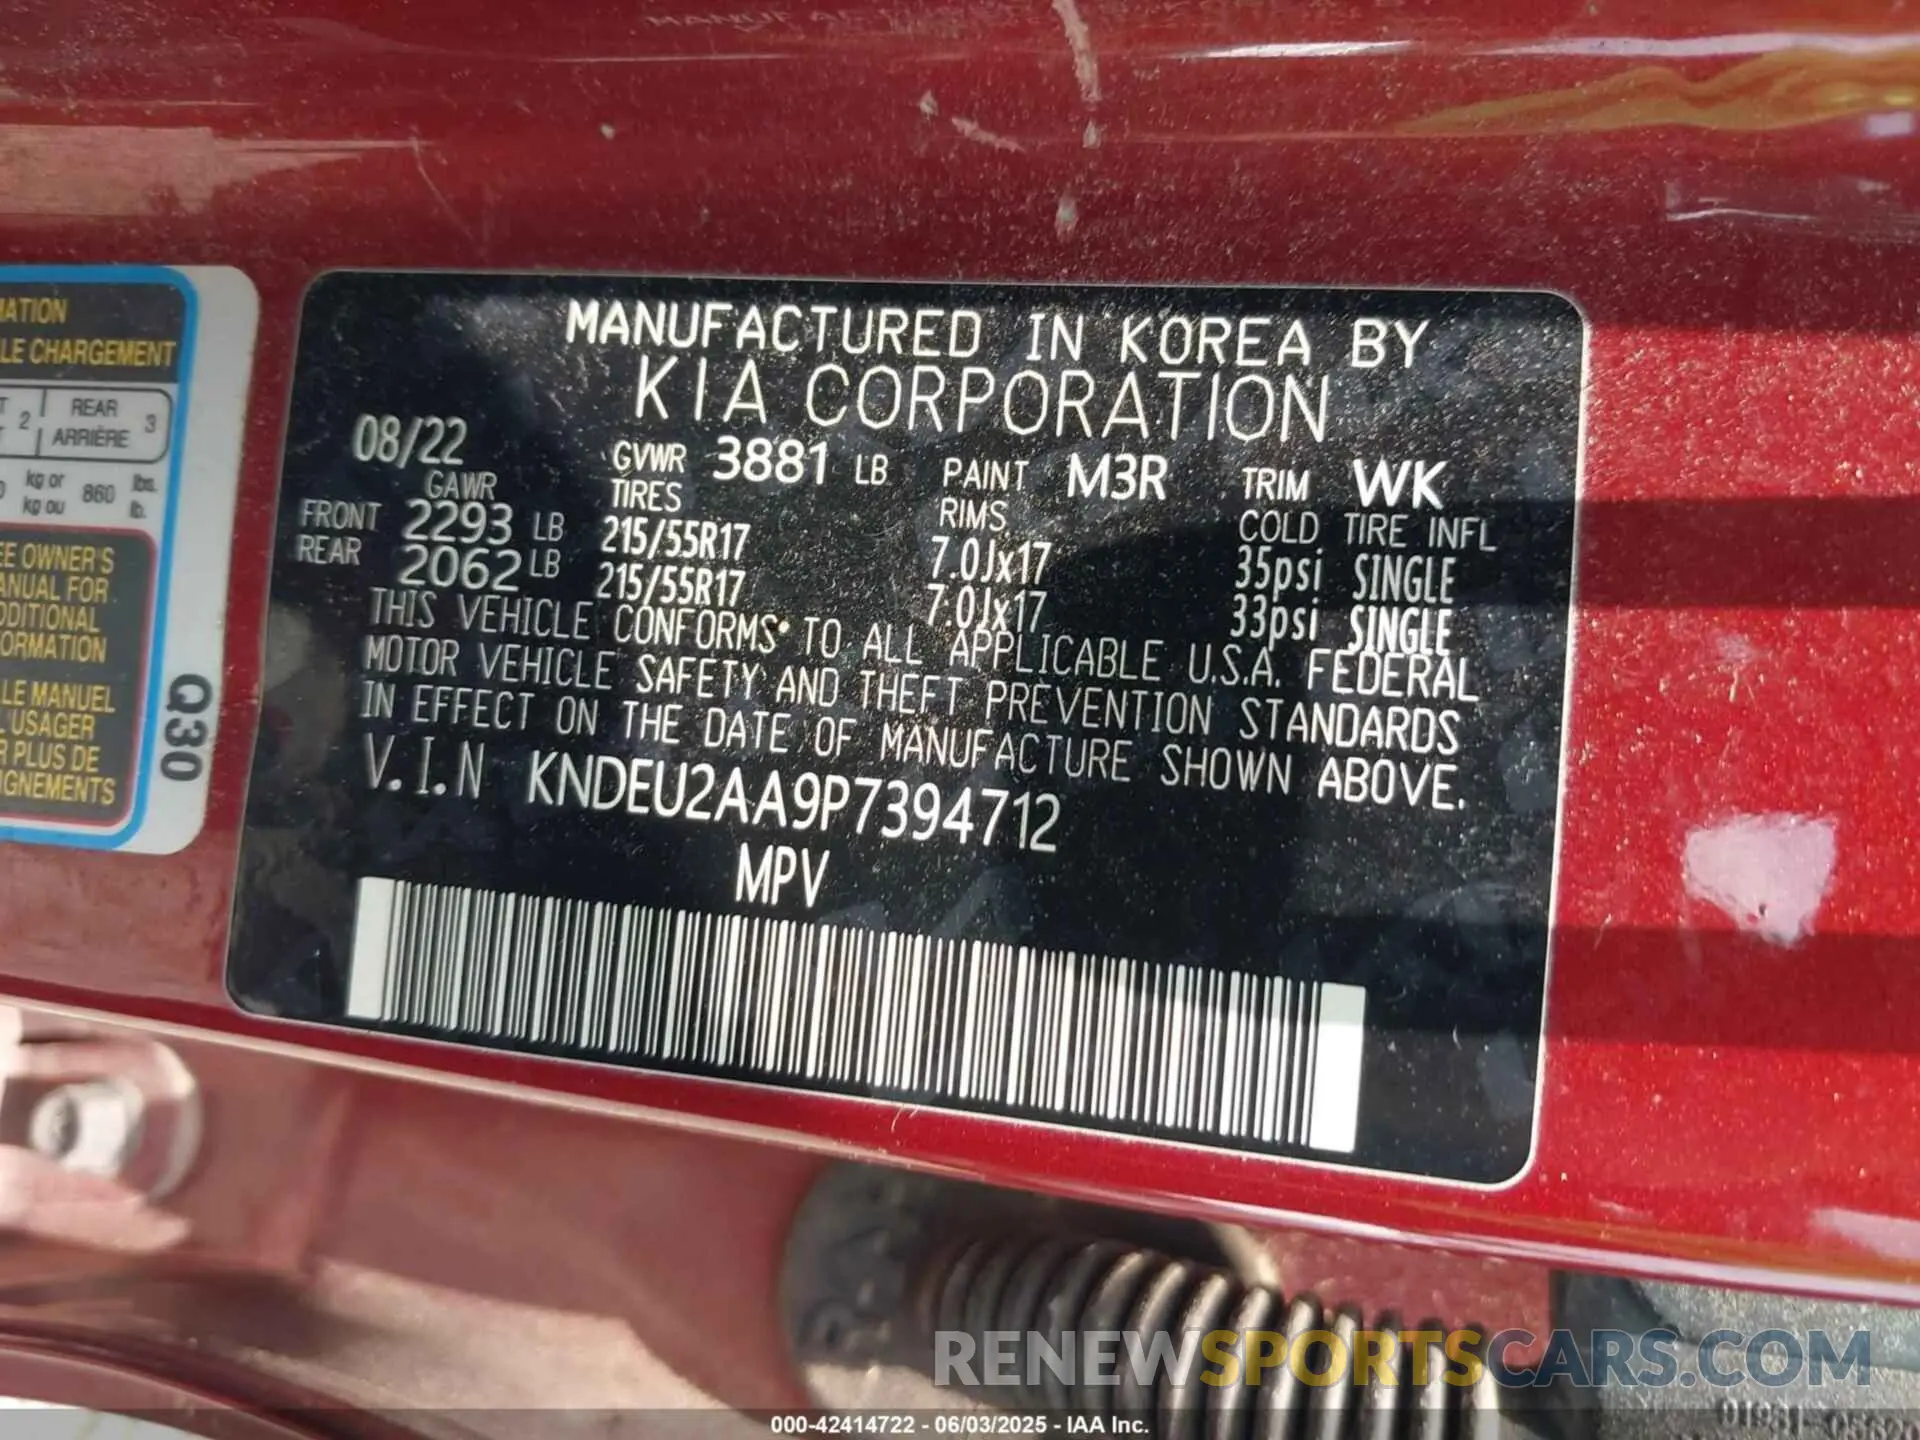 MATION
LE CHARGEMENT
2 REAR 3
ARRIÈRE
kg or 860 lbs.
kg ou lb.
EE OWNER'S
ANUAL FOR
DDITIONAL
FORMATION
LE MANUEL
L'USAGER
R PLUS DE
IGNEMENTS
Q30
MANUFACTURED IN KOREA BY
KIA CORPORATION
08/22 GVWR 3881 LB PAINT M3R TRIM WK
GAWR TIRES RIMS COLD TIRE INFL
FRONT 2293 LB 215/55R17 7.0Jx17 35psi SINGLE
REAR 2062 LB 215/55R17 7.0Jx17 33psi SINGLE
THIS VEHICLE CONFORMS TO ALL APPLICABLE U.S.A. FEDERAL
MOTOR VEHICLE SAFETY AND THEFT PREVENTION STANDARDS
IN EFFECT ON THE DATE OF MANUFACTURE SHOWN ABOVE.
V.I.N KNDEU2AA9P7394712
MPV
RENEWSPORTSCARS.COM
000-42414722 - 06/03/2025 - IAA Inc.